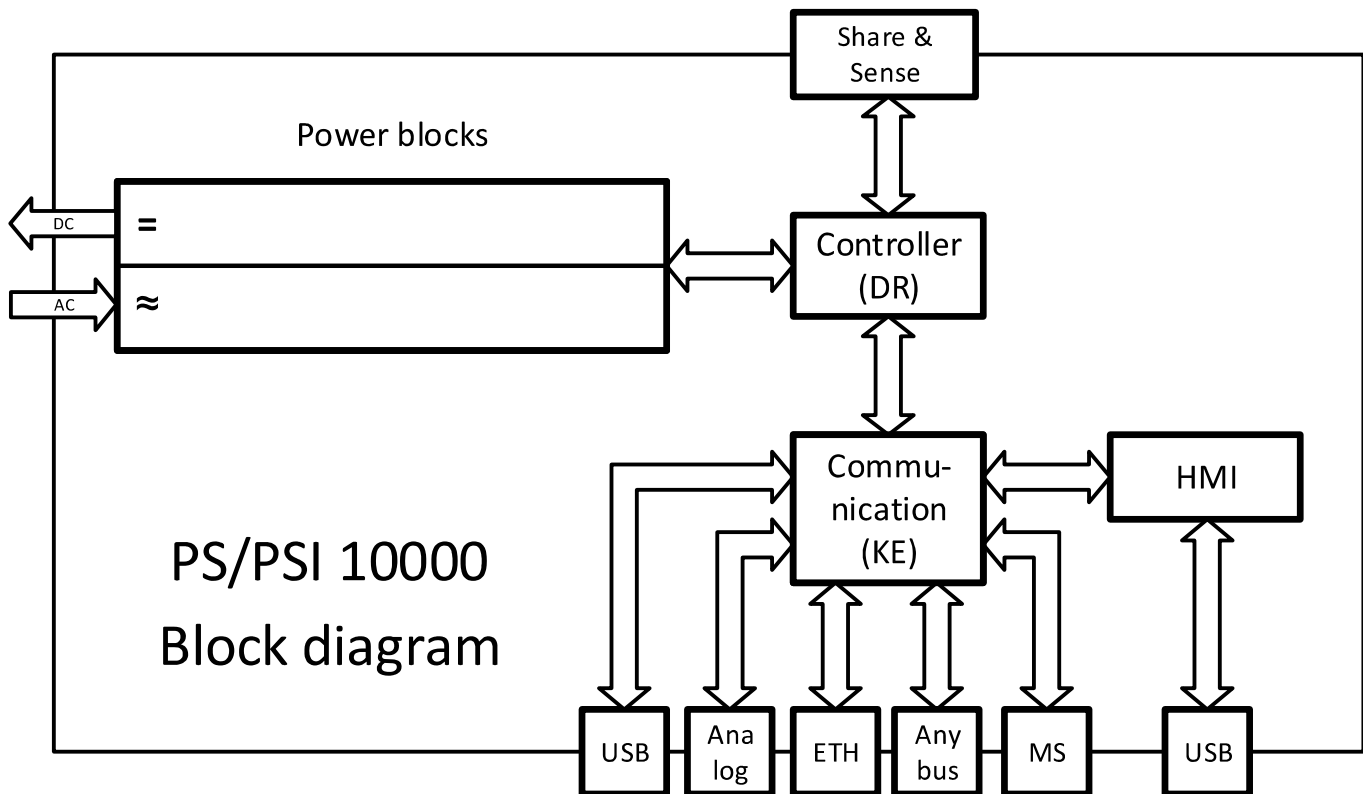 Share &
Sense
Power blocks
DC
=
Controller
(DR)
AC
≈
Commu-
nication
(KE)
HMI
PS/PSI 10000
Block diagram
USB
Ana
log
ETH
Any
bus
MS
USB